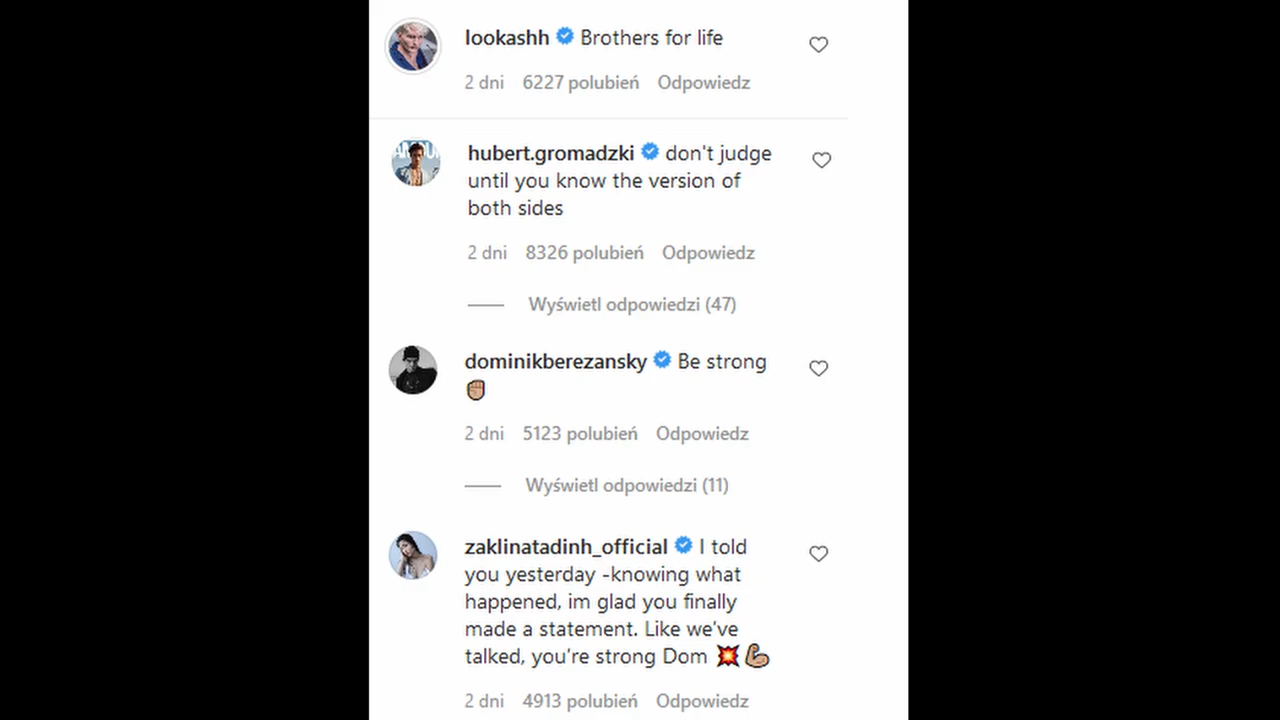 lookashh Brothers for life
2 dni 6227 polubień Odpowiedz
hubert.gromadzki don't judge
until you know the version of
both sides
2 dni 8326 polubień Odpowiedz
Wyświetl odpowiedzi (47)
dominikberezansky Be strong
✊🏼
2 dni 5123 polubień Odpowiedz
Wyświetl odpowiedzi (11)
zaklinatadinh_official I told
you yesterday -knowing what
happened, im glad you finally
made a statement. Like we've
talked, you're strong Dom 💥💪🏼
2 dni 4913 polubień Odpowiedz